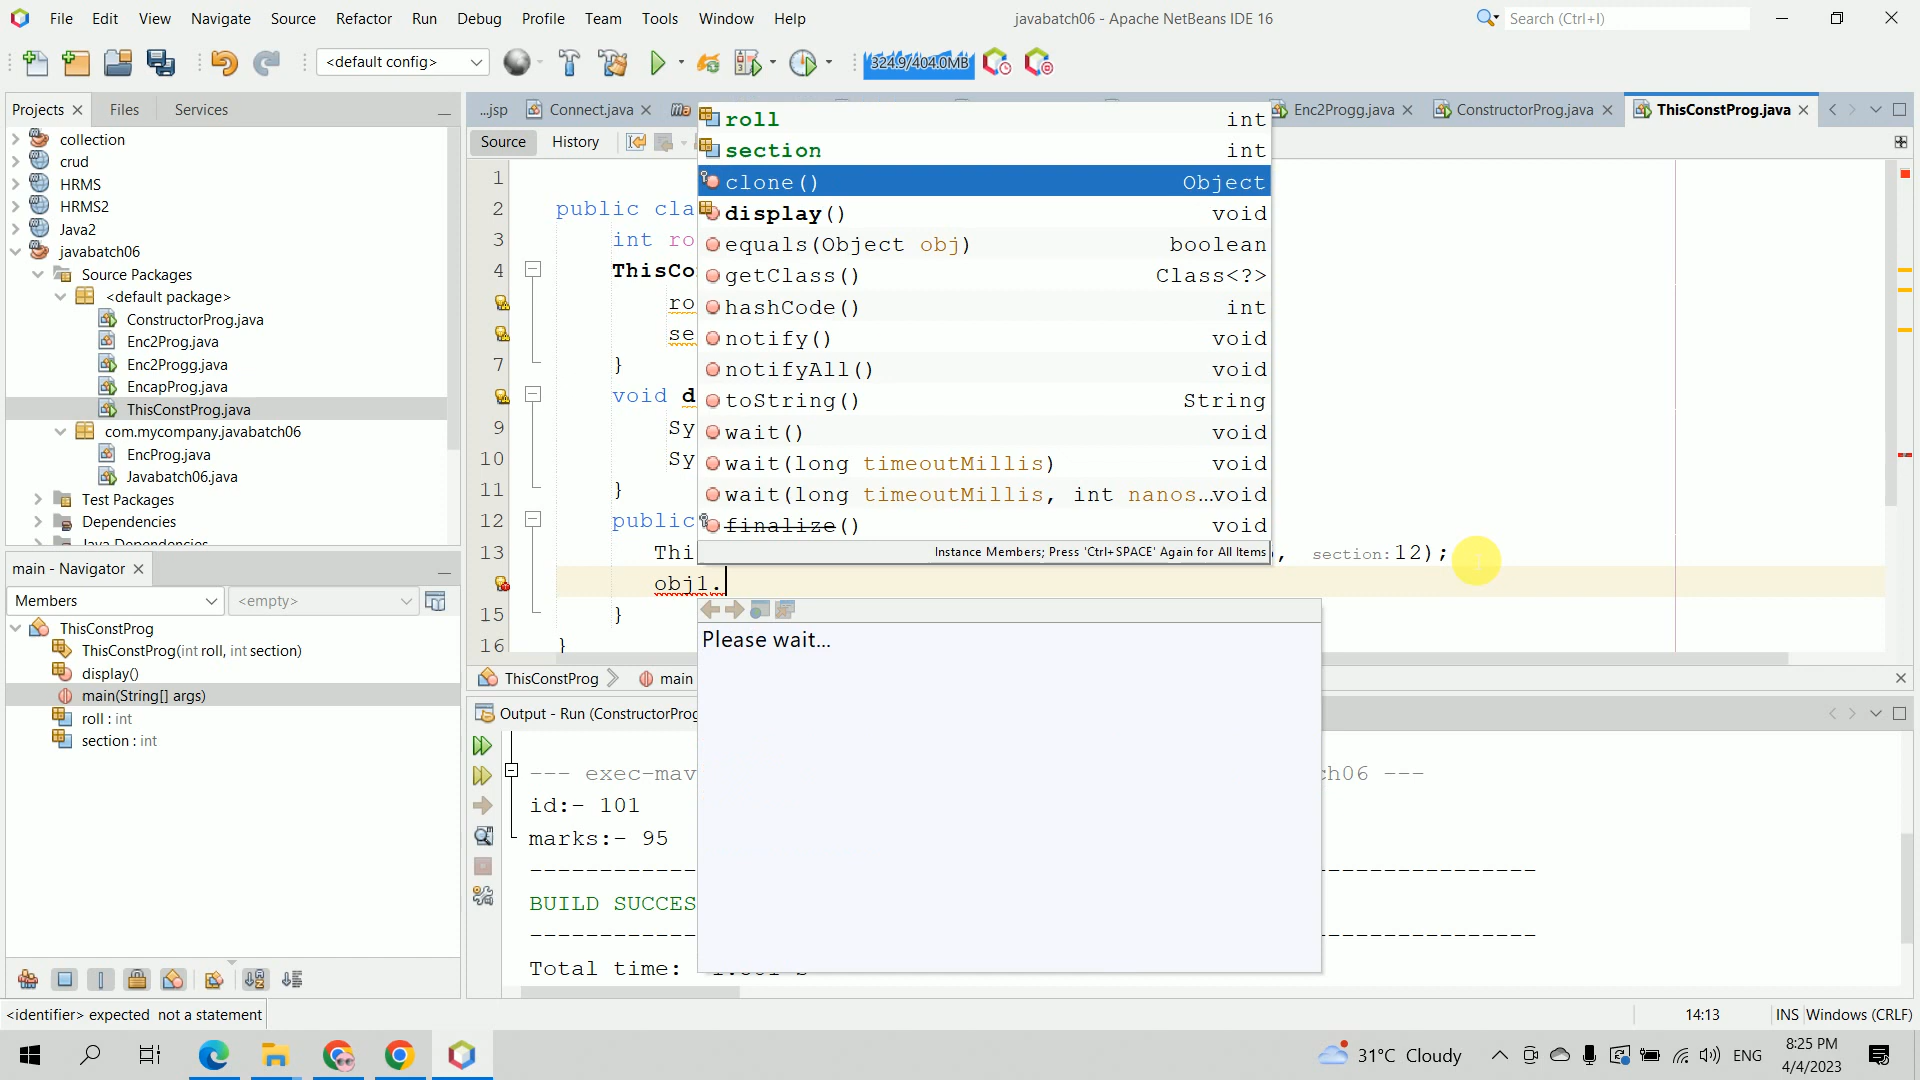 File Edit View Navigate Source Refactor Run Debug Profile Team Tools Window Help
javabatch06 - Apache NetBeans IDE 16
Search (Ctrl+I)
<default config>
324.9/404.0MB
Projects Files Services
collection
crud
HRMS
HRMS2
Java2
javabatch06
Source Packages
<default package>
ConstructorProg.java
Enc2Prog.java
Enc2Progg.java
EncapProg.java
ThisConstProg.java
com.mycompany.javabatch06
EncProg.java
Javabatch06.java
Test Packages
Dependencies
Java Dependencies
main - Navigator
Members <empty>
ThisConstProg
ThisConstProg(int roll, int section)
display()
main(String[] args)
roll : int
section : int
...jsp Connect.java Enc2Progg.java ConstructorProg.java ThisConstProg.java
Source History
1
2 public cla
3 int ro
4 ThisCo
ro
se
7 }
void d
9 Sy
10 Sy
11 }
12 public
13 Thi , section: 12);
obj1.
15 }
16 }
roll int
section int
clone() Object
display() void
equals(Object obj) boolean
getClass() Class<?>
hashCode() int
notify() void
notifyAll() void
toString() String
wait() void
wait(long timeoutMillis) void
wait(long timeoutMillis, int nanos...void
finalize() void
Instance Members; Press 'Ctrl+SPACE' Again for All Items
Please wait...
ThisConstProg main
Output - Run (ConstructorProg
--- exec-mav ch06 ---
id:- 101
marks:- 95
BUILD SUCCES
Total time:
<identifier> expected not a statement
14:13 INS Windows (CRLF)
31°C Cloudy
ENG
8:25 PM
4/4/2023